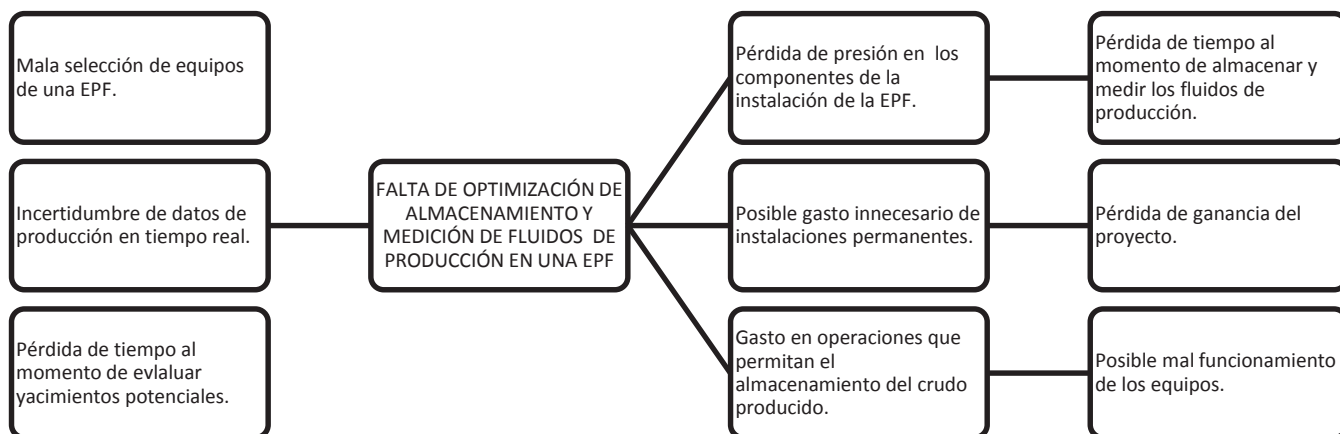 Mala selección de equipos
de una EPF.
Incertidumbre de datos de
producción en tiempo real.
Pérdida de tiempo al
momento de evlaluar
yacimientos potenciales.
FALTA DE OPTIMIZACIÓN DE
ALMACENAMIENTO Y
MEDICIÓN DE FLUIDOS DE
PRODUCCIÓN EN UNA EPF
Pérdida de presión en los
componentes de la
instalación de la EPF.
Posible gasto innecesario de
instalaciones permanentes.
Gasto en operaciones que
permitan el
almacenamiento del crudo
producido.
Pérdida de tiempo al
momento de almacenar y
medir los fluidos de
producción.
Pérdida de ganancia del
proyecto.
Posible mal funcionamiento
de los equipos.